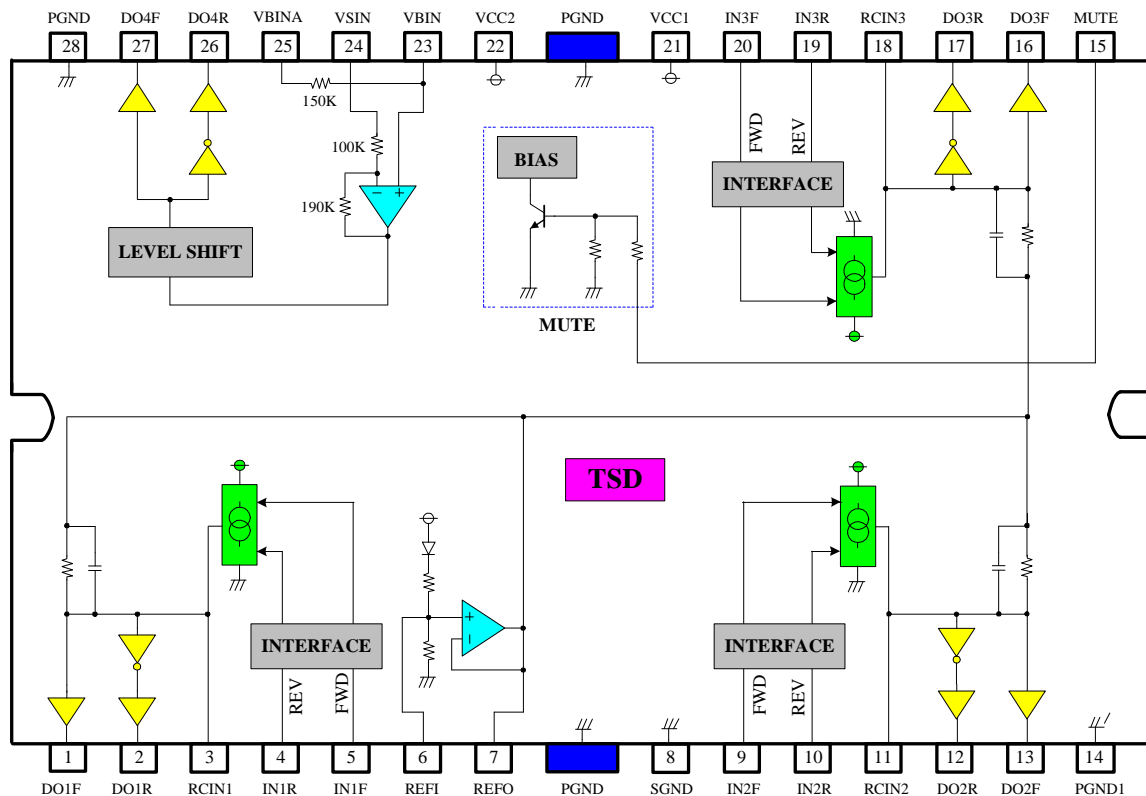 PGND DO4F DO4R VBINA VSIN VBIN VCC2 PGND VCC1 IN3F IN3R RCIN3 DO3R DO3F MUTE
28 27 26 25 24 23 22 21 20 19 18 17 16 15
150K
100K
190K
LEVEL SHIFT
BIAS
MUTE
FWD
REV
INTERFACE
TSD
INTERFACE
REV
FWD
INTERFACE
FWD
REV
1 2 3 4 5 6 7 8 9 10 11 12 13 14
DO1F DO1R RCIN1 IN1R IN1F REFI REFO PGND SGND IN2F IN2R RCIN2 DO2R DO2F PGND1